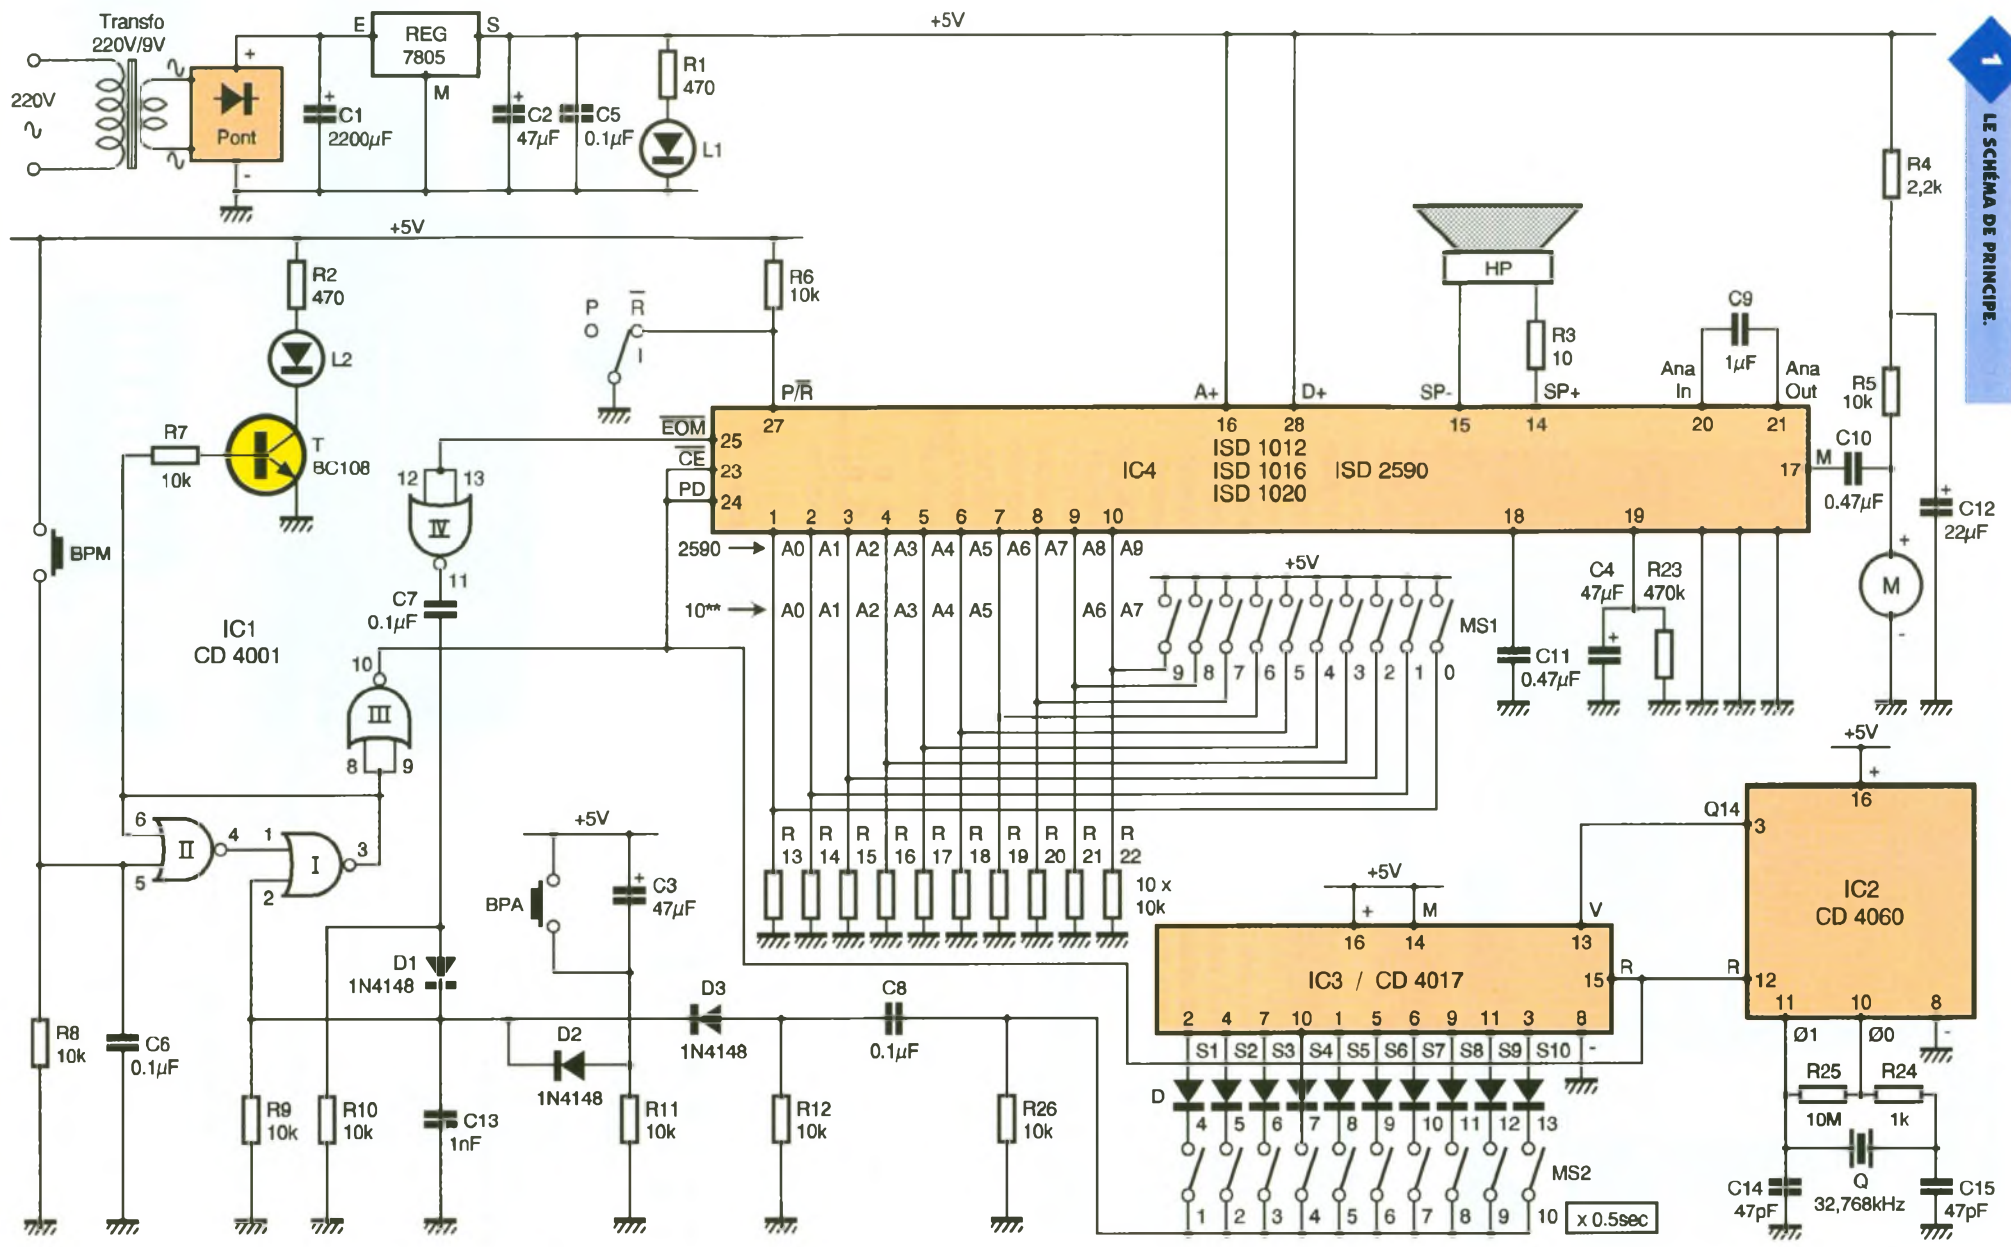 LE SCHÉMA DE PRINCIPE.
1
Transfo
220V/9V
220V
∿
∿
∿
+
-
Pont
C1
2200µF
+
E
REG
7805
S
M
+
C2
47µF
C5
0.1µF
R1
470
L1
+5V
R4
2,2k
+5V
R2
470
L2
R7
10k
T
BC108
BPM
IC1
CD 4001
R6
10k
P
R̅
I
P/R̅
A+
D+
SP-
SP+
HP
R3
10
C9
1µF
Ana
In
Ana
Out
R5
10k
27
16
28
15
14
20
21
E̅O̅M̅
25
C̅E̅
23
PD
24
IC4
ISD 1012
ISD 1016
ISD 1020
ISD 2590
17
M
C10
0.47µF
+
C12
22µF
+
M
-
1 2 3 4 5 6 7 8 9 10
18
19
2590
A0 A1 A2 A3 A4 A5 A6 A7 A8 A9
10**
A0 A1 A2 A3 A4 A5 A6 A7
+5V
MS1
9 8 7 6 5 4 3 2 1 0
C11
0.47µF
C4
47µF
+
R23
470k
12
13
IV
11
C7
0.1µF
10
III
8
9
6
II
4
5
1
I
3
2
R8
10k
C6
0.1µF
R9
10k
R10
10k
D1
1N4148
C13
1nF
+5V
BPA
+
C3
47µF
D2
1N4148
R11
10k
D3
1N4148
R12
10k
C8
0.1µF
R26
10k
R R R R R R R R R R
13 14 15 16 17 18 19 20 21 22
10 x
10k
+5V
+
M
V
16
14
13
IC3 / CD 4017
15
R
R
2 4 7 10 1 5 6 9 11 3 8
S1 S2 S3 S4 S5 S6 S7 S8 S9 S10 -
D
4 5 6 7 8 9 10 11 12 13
MS2
1 2 3 4 5 6 7 8 9 10
x 0.5sec
+5V
+
16
Q14
3
IC2
CD 4060
12
11
10
8
Ø1
Ø0
-
R25
10M
R24
1k
C14
47pF
Q
32,768kHz
C15
47pF